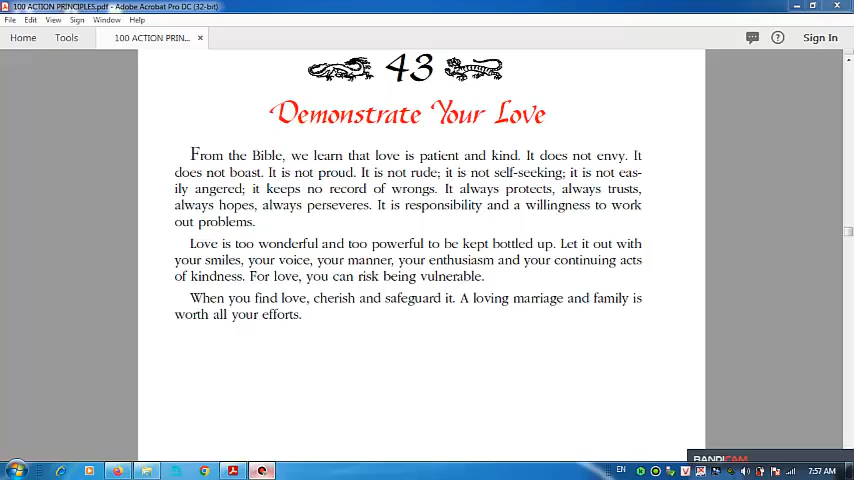 100 ACTION PRINCIPLES.pdf - Adobe Acrobat Pro DC (32-bit)
File Edit View Sign Window Help
Home Tools 100 ACTION PRIN... × Sign In
43
Demonstrate Your Love
From the Bible, we learn that love is patient and kind. It does not envy. It
does not boast. It is not proud. It is not rude; it is not self-seeking; it is not eas-
ily angered; it keeps no record of wrongs. It always protects, always trusts,
always hopes, always perseveres. It is responsibility and a willingness to work
out problems.
Love is too wonderful and too powerful to be kept bottled up. Let it out with
your smiles, your voice, your manner, your enthusiasm and your continuing acts
of kindness. For love, you can risk being vulnerable.
When you find love, cherish and safeguard it. A loving marriage and family is
worth all your efforts.
BANDICAM
EN 7:57 AM